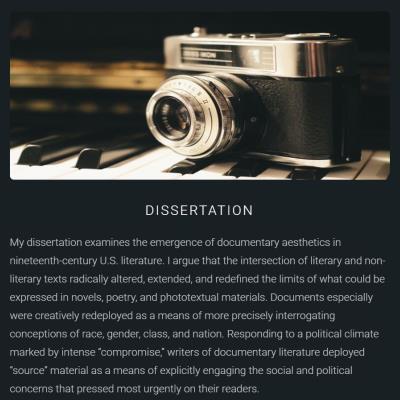 ZEISS IKON
DISSERTATION
My dissertation examines the emergence of documentary aesthetics in
nineteenth-century U.S. literature. I argue that the intersection of literary and non-
literary texts radically altered, extended, and redefined the limits of what could be
expressed in novels, poetry, and phototextual materials. Documents especially
were creatively redeployed as a means of more precisely interrogating
conceptions of race, gender, class, and nation. Responding to a political climate
marked by intense “compromise,” writers of documentary literature deployed
“source” material as a means of explicitly engaging the social and political
concerns that pressed most urgently on their readers.